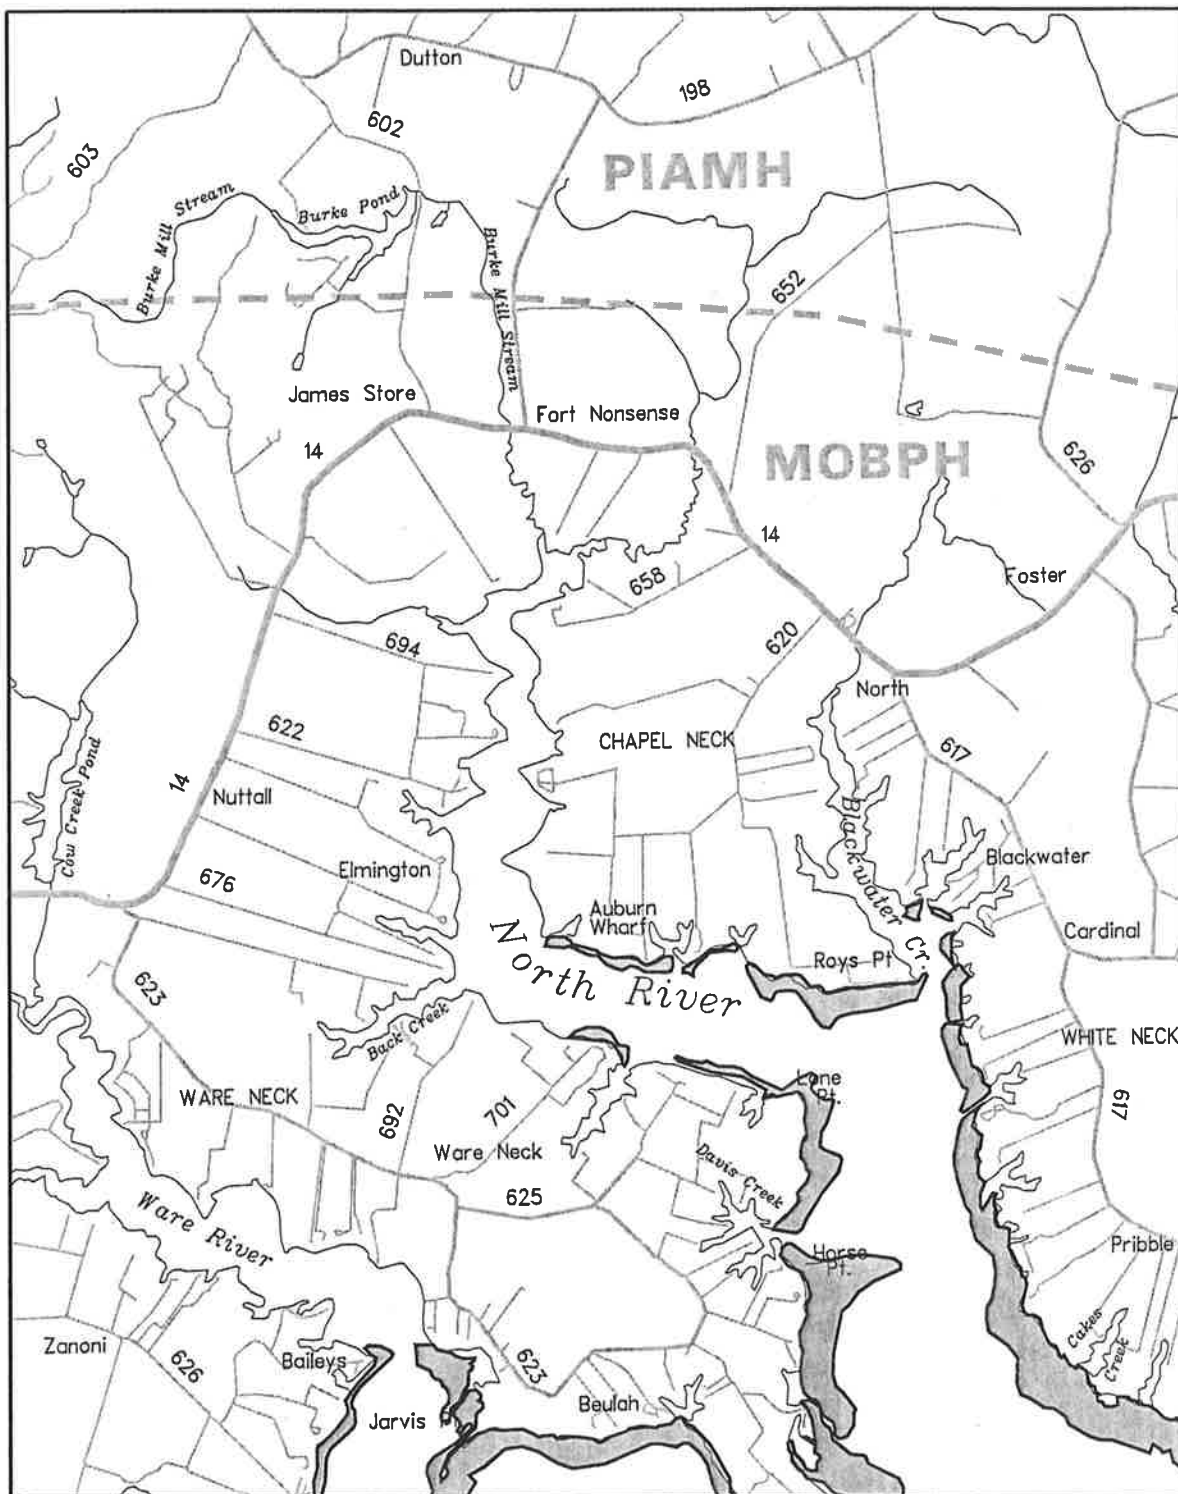 Dutton
198
602
603
PIAMH
Burke Mill Stream
Burke Pond
Burke Mill Stream
652
James Store
Fort Nonsense
14
MOBPH
626
14
Foster
658
620
694
North
622
CHAPEL NECK
617
14
Nuttall
Cow Creek Pond
Blackwater Cr.
Elmington
Blackwater
676
Auburn
Wharf
Cardinal
North River
Roys Pt
623
Back Creek
WHITE NECK
Lone
Pt.
WARE NECK
692
701
617
Ware Neck
Davis Creek
625
Ware River
Horse
Pt.
Pribble
Zanoni
626
Baileys
623
Cakes
Creek
Beulah
Jarvis